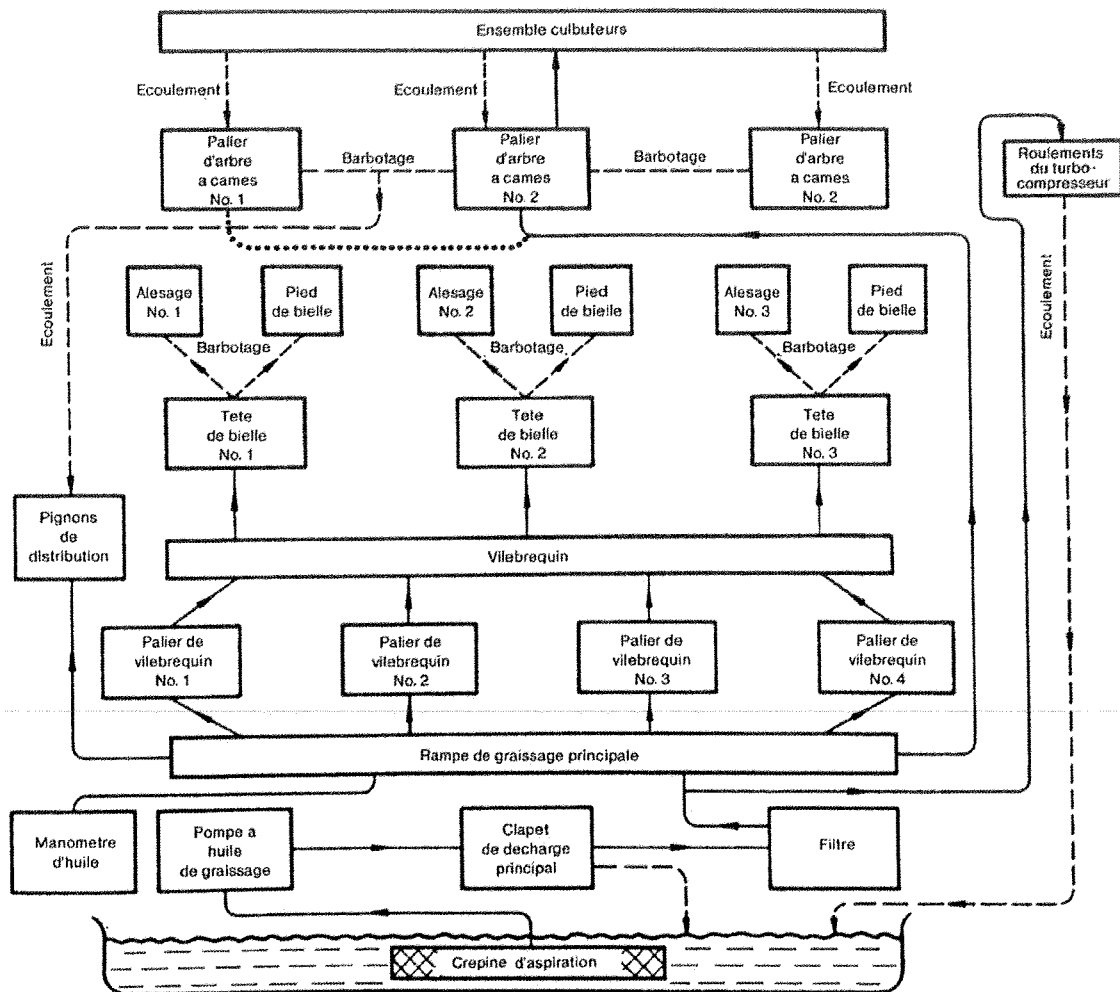 Ensemble culbuteurs
Ecoulement
Ecoulement
Ecoulement
Palier
d'arbre
a cames
No. 1
Barbotage
Palier
d'arbre
a cames
No. 2
Barbotage
Palier
d'arbre
a cames
No. 2
Roulements
du turbo-
compresseur
Ecoulement
Ecoulement
Alesage
No. 1
Pied
de bielle
Alesage
No. 2
Pied
de bielle
Alesage
No. 3
Pied
de bielle
Barbotage
Barbotage
Barbotage
Tete
de bielle
No. 1
Tete
de bielle
No. 2
Tete
de bielle
No. 3
Pignons
de
distribution
Vilebrequin
Palier de
vilebrequin
No. 1
Palier de
vilebrequin
No. 2
Palier de
vilebrequin
No. 3
Palier de
vilebrequin
No. 4
Rampe de graissage principale
Manometre
d'huile
Pompe a
huile
de graissage
Clapet
de decharge
principal
Filtre
Crepine d'aspiration